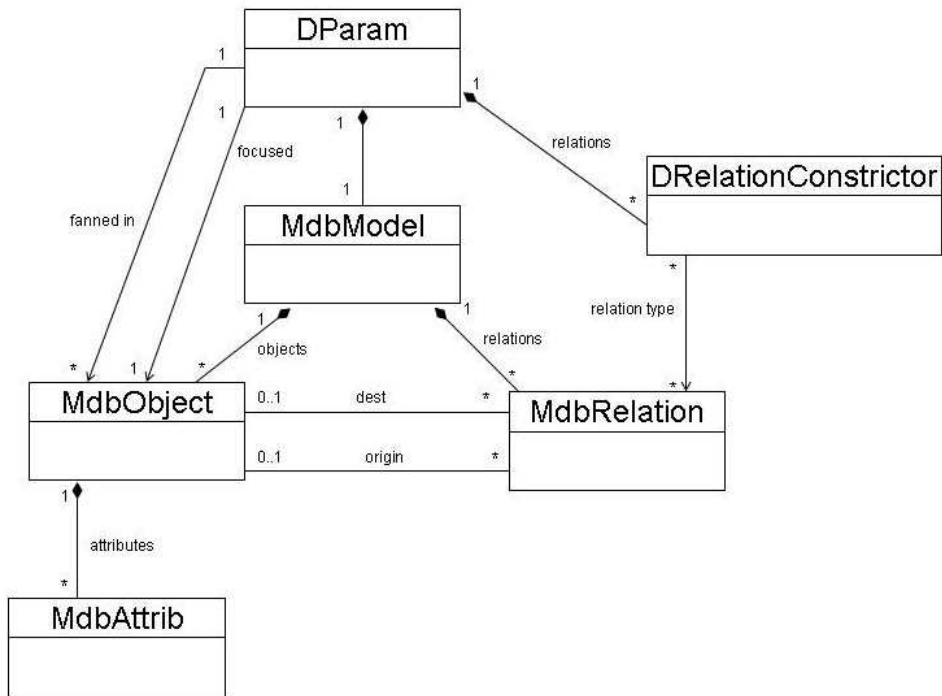 DParam
1
1
1
1
focused
relations
fanned in
1
*
DRelationConstrictor
MdbModel
*
relation type
1
1
objects
relations
*
1
*
*
*
MdbObject
0..1
dest
*
MdbRelation
0..1
origin
*
1
attributes
*
MdbAttrib